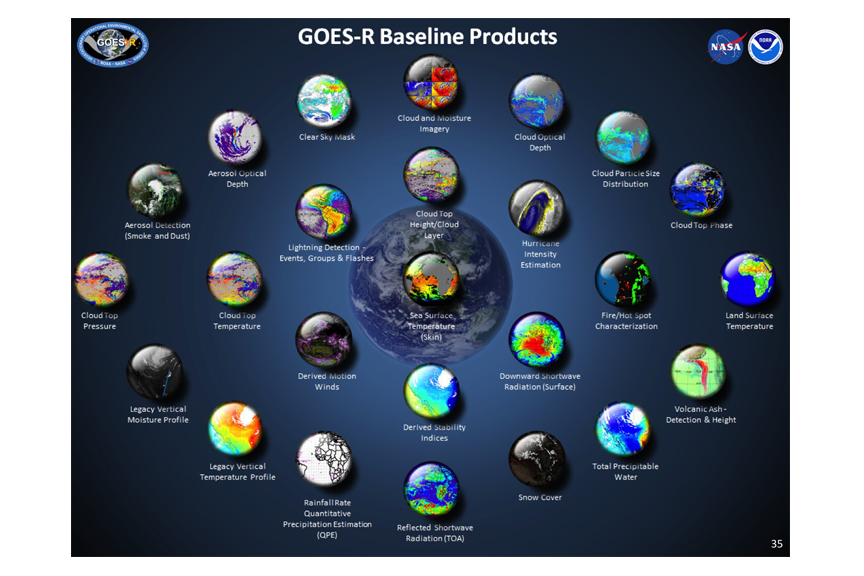 GOES-R Baseline Products
GOES-R
NOAA - NASA
NASA
NOAA
Cloud and Moisture
Imagery
Clear Sky Mask
Cloud Optical
Depth
Aerosol Optical
Depth
Cloud Particle Size
Distribution
Aerosol Detection
(Smoke and Dust)
Lightning Detection -
Events, Groups & Flashes
Cloud Top
Height/Cloud
Layer
Hurricane
Intensity
Estimation
Cloud Top Phase
Cloud Top
Pressure
Cloud Top
Temperature
Sea Surface
Temperature
(Skin)
Fire/Hot Spot
Characterization
Land Surface
Temperature
Legacy Vertical
Moisture Profile
Derived Motion
Winds
Downward Shortwave
Radiation (Surface)
Volcanic Ash -
Detection & Height
Legacy Vertical
Temperature Profile
Derived Stability
Indices
Total Precipitable
Water
Rainfall Rate
Quantitative
Precipitation Estimation
(QPE)
Reflected Shortwave
Radiation (TOA)
Snow Cover
35